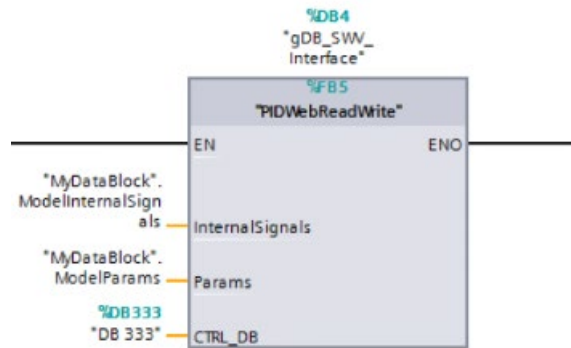 %DB4
"gDB_SWV_
Interface"
%FB5
"PIDWebReadWrite"
EN ENO
"MyDataBlock".
ModelInternalSign
als InternalSignals
"MyDataBlock".
ModelParams Params
%DB333
"DB 333" CTRL_DB